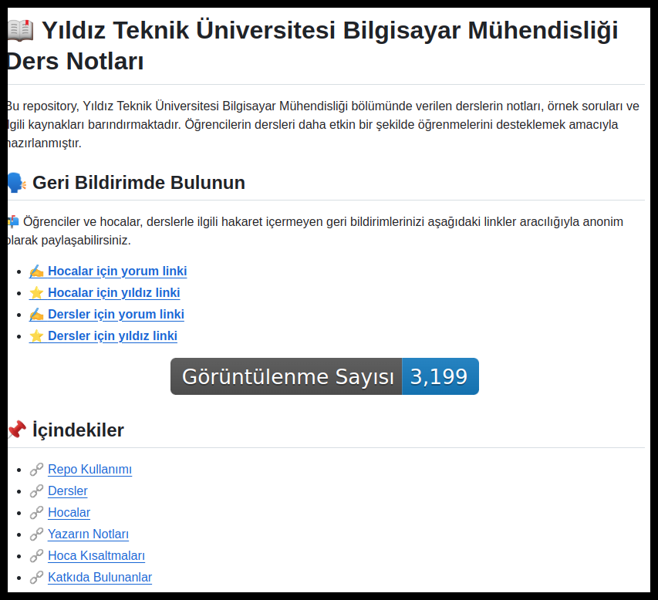 Yıldız Teknik Üniversitesi Bilgisayar Mühendisliği
Ders Notları
Bu repository, Yıldız Teknik Üniversitesi Bilgisayar Mühendisliği bölümünde verilen derslerin notları, örnek soruları ve
ilgili kaynakları barındırmaktadır. Öğrencilerin dersleri daha etkin bir şekilde öğrenmelerini desteklemek amacıyla
hazırlanmıştır.
Geri Bildirimde Bulunun
Öğrenciler ve hocalar, derslerle ilgili hakaret içermeyen geri bildirimlerinizi aşağıdaki linkler aracılığıyla anonim
olarak paylaşabilirsiniz.
Hocalar için yorum linki
Hocalar için yıldız linki
Dersler için yorum linki
Dersler için yıldız linki
Görüntülenme Sayısı 3,199
İçindekiler
Repo Kullanımı
Dersler
Hocalar
Yazarın Notları
Hoca Kısaltmaları
Katkıda Bulunanlar